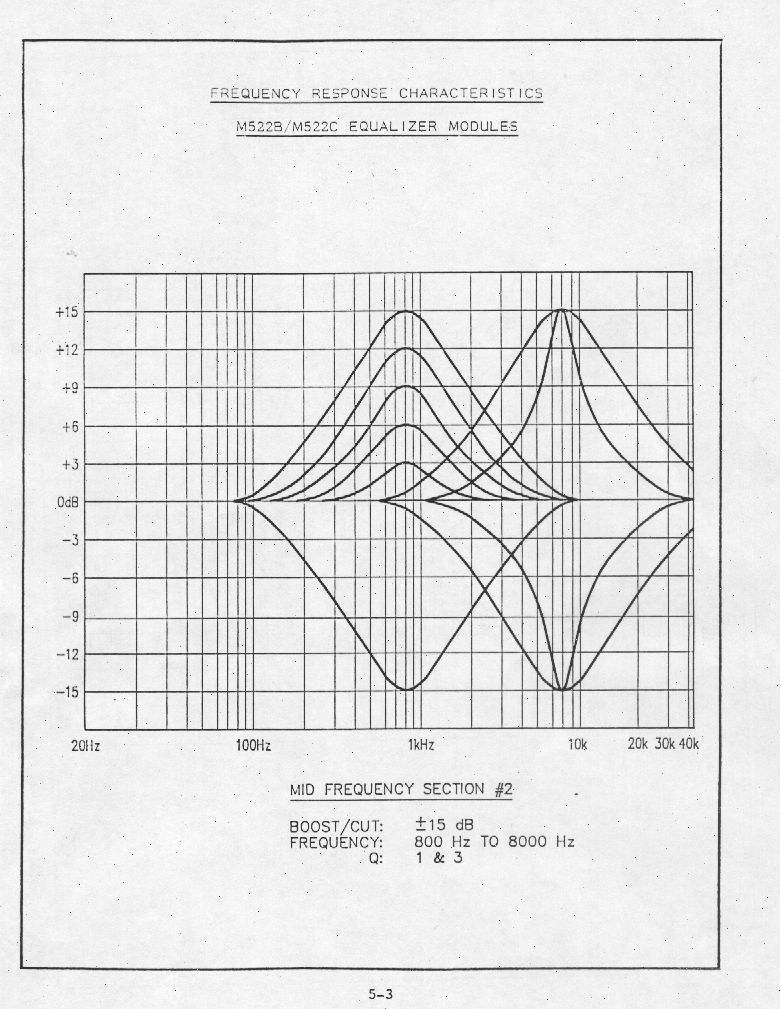 FREQUENCY RESPONSE CHARACTERISTICS
M522B/M522C EQUALIZER MODULES
+15
+12
+9
+6
+3
0dB
-3
-6
-9
-12
-15
20Hz 100Hz 1kHz 10k 20k 30k 40k
MID FREQUENCY SECTION #2
BOOST/CUT: ±15 dB
FREQUENCY: 800 Hz TO 8000 Hz
Q: 1 & 3
5-3